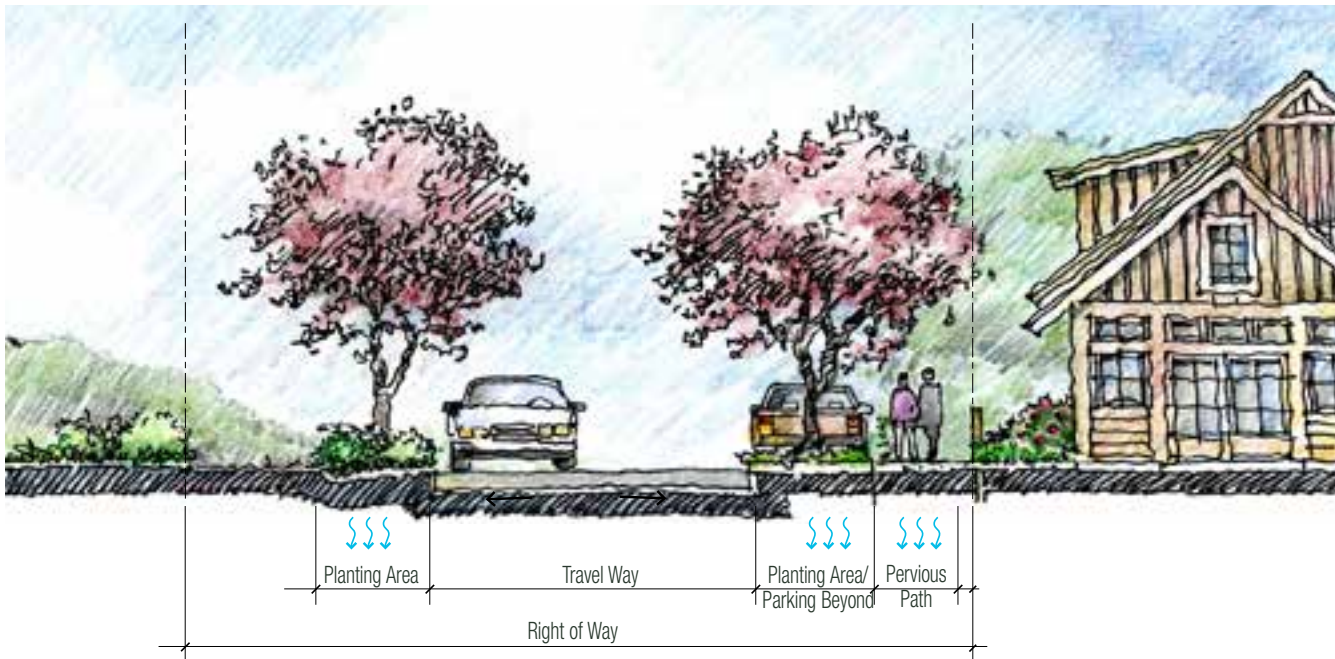 Planting Area
Travel Way
Planting Area/
Parking Beyond
Pervious
Path
Right of Way